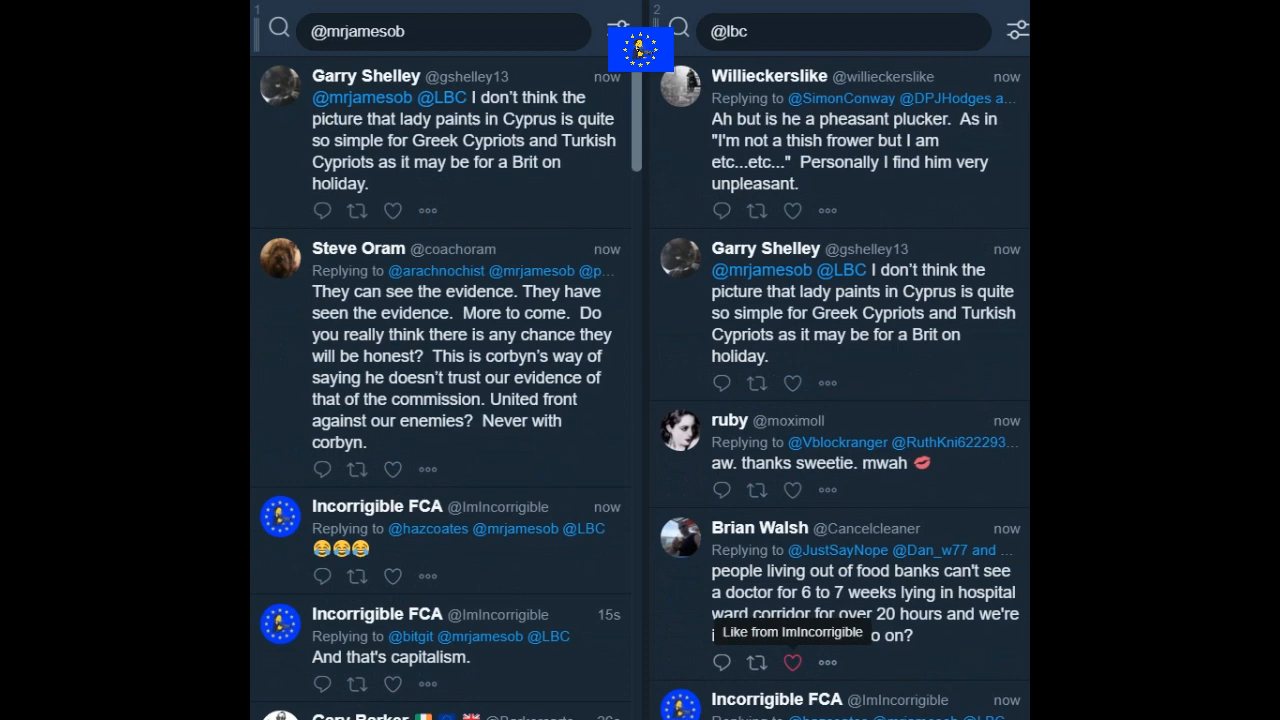 1
@mrjamesob
Garry Shelley @gshelley13 now
@mrjamesob @LBC I don’t think the
picture that lady paints in Cyprus is quite
so simple for Greek Cypriots and Turkish
Cypriots as it may be for a Brit on
holiday.
Steve Oram @coachoram now
Replying to @arachnochist @mrjamesob @p...
They can see the evidence. They have
seen the evidence.  More to come.  Do
you really think there is any chance they
will be honest?  This is corbyn’s way of
saying he doesn’t trust our evidence of
that of the commission. United front
against our enemies?  Never with
corbyn.
Incorrigible FCA @ImIncorrigible now
Replying to @hazcoates @mrjamesob @LBC
😂😂😂
Incorrigible FCA @ImIncorrigible 15s
Replying to @bitgit @mrjamesob @LBC
And that's capitalism.
2
@lbc
Willieckerslike @willieckerslike now
Replying to @SimonConway @DPJHodges a...
Ah but is he a pheasant plucker.  As in
"I'm not a thish frower but I am
etc...etc..."  Personally I find him very
unpleasant.
Garry Shelley @gshelley13 now
@mrjamesob @LBC I don’t think the
picture that lady paints in Cyprus is quite
so simple for Greek Cypriots and Turkish
Cypriots as it may be for a Brit on
holiday.
ruby @moximoll now
Replying to @Vblockranger @RuthKni622293...
aw. thanks sweetie. mwah 💋
Brian Walsh @Cancelcleaner now
Replying to @JustSayNope @Dan_w77 and ...
people living out of food banks can't see
a doctor for 6 to 7 weeks lying in hospital
ward corridor for over 20 hours and we're
on?
Like from ImIncorrigible
Incorrigible FCA @ImIncorrigible now